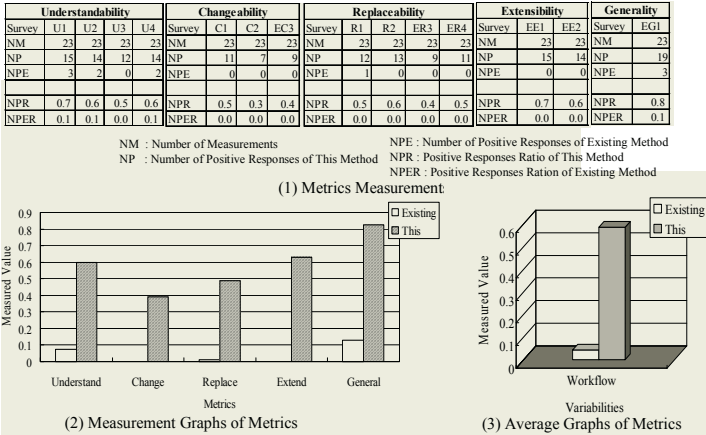 Understandability
Survey U1 U2 U3 U4
NM 23 23 23 23
NP 15 14 12 14
NPE 3 2 0 2
NPR 0.7 0.6 0.5 0.6
NPER 0.1 0.1 0.0 0.1
Changeability
Survey C1 C2 EC3
NM 23 23 23
NP 11 7 9
NPE 0 0 0
NPR 0.5 0.3 0.4
NPER 0.0 0.0 0.0
Replaceability
Survey R1 R2 ER3 ER4
NM 23 23 23 23
NP 12 13 9 11
NPE 1 0 0 0
NPR 0.5 0.6 0.4 0.5
NPER 0.0 0.0 0.0 0.0
Extensibility
Survey EE1 EE2
NM 23 23
NP 15 14
NPE 0 0
NPR 0.7 0.6
NPER 0.0 0.0
Generality
Survey EG1
NM 23
NP 19
NPE 3
NPR 0.8
NPER 0.1
NM : Number of Measurements
NP : Number of Positive Responses of This Method
NPE : Number of Positive Responses of Existing Method
NPR : Positive Responses Ratio of This Method
NPER : Positive Responses Ration of Existing Method
(1) Metrics Measurements
Measured Value
0.9
0.8
0.7
0.6
0.5
0.4
0.3
0.2
0.1
0
Existing
This
Understand Change Replace Extend General
Metrics
(2) Measurement Graphs of Metrics
Measured Value
0.6
0.5
0.4
0.3
0.2
0.1
0
Existing
This
Workflow
Variabilities
(3) Average Graphs of Metrics